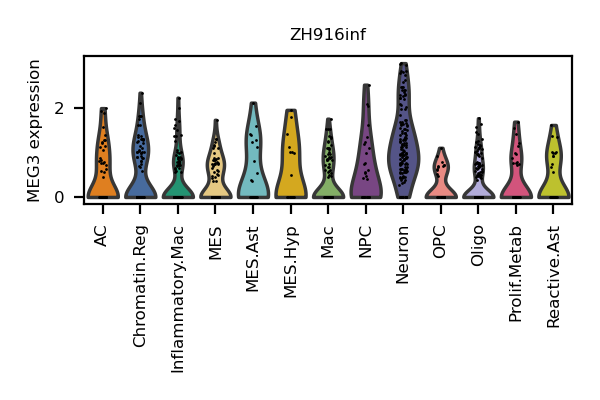 ZH916inf
MEG3 expression
2
0
AC
Chromatin.Reg
Inflammatory.Mac
MES
MES.Ast
MES.Hyp
Mac
NPC
Neuron
OPC
Oligo
Prolif.Metab
Reactive.Ast